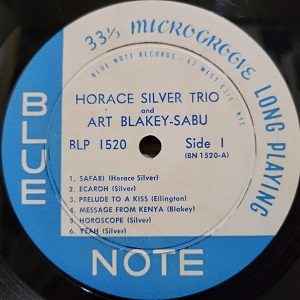 33⅓ MICROGROOVE LONG PLAYING
BLUE NOTE RECORDS · 47 WEST 63rd · NYC
HORACE SILVER TRIO
and
ART BLAKEY-SABU
BLP 1520 Side 1
(BN 1520-A)
1. SAFARI (Horace Silver)
2. ECAROH (Silver)
3. PRELUDE TO A KISS (Ellington)
4. MESSAGE FROM KENYA (Blakey)
5. HOROSCOPE (Silver)
6. YEAH (Silver)
BLUE
NOTE